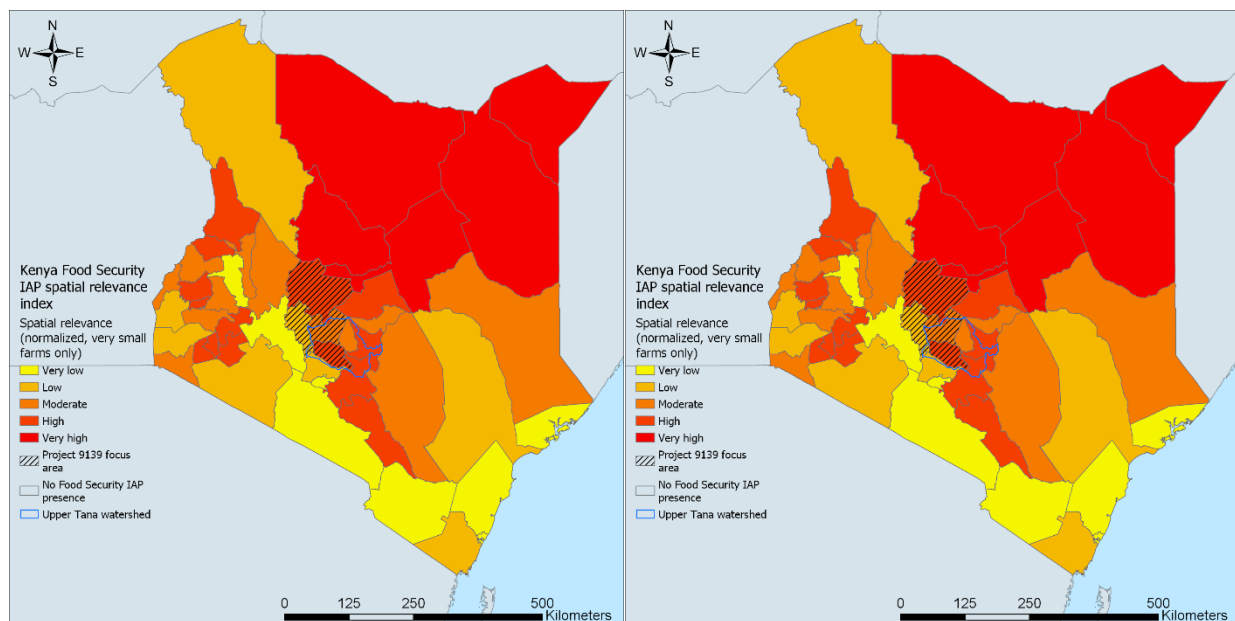 N
W E
S
Kenya Food Security
IAP spatial relevance
index
Spatial relevance
(normalized, very small
farms only)
Very low
Low
Moderate
High
Very high
Project 9139 focus
area
No Food Security IAP
presence
Upper Tana watershed
0 125 250 500
Kilometers
N
W E
S
Kenya Food Security
IAP spatial relevance
index
Spatial relevance
(normalized, very small
farms only)
Very low
Low
Moderate
High
Very high
Project 9139 focus
area
No Food Security IAP
presence
Upper Tana watershed
0 125 250 500
Kilometers